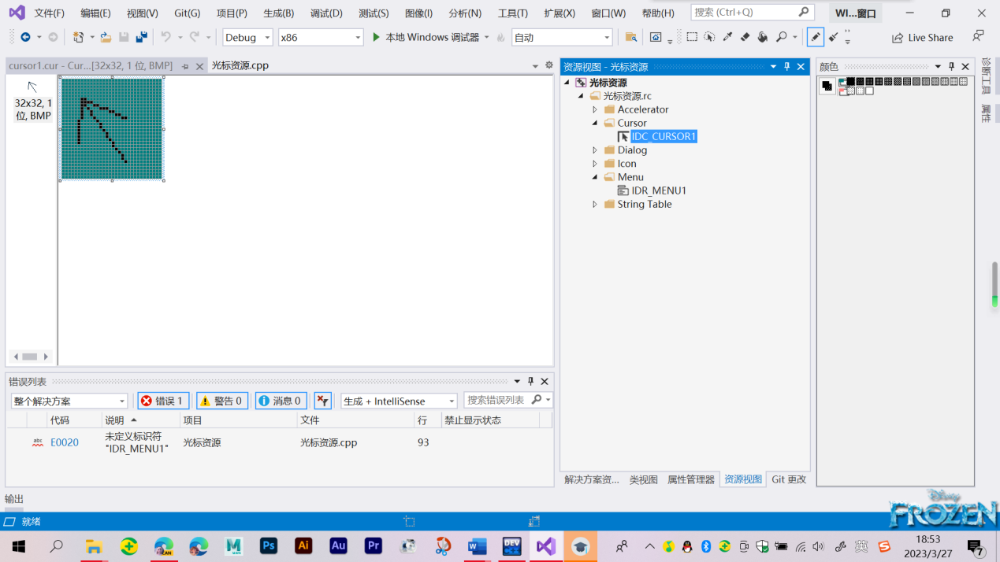 文件(F) 编辑(E) 视图(V) Git(G) 项目(P) 生成(B) 调试(D) 测试(S) 图像(I) 分析(N) 工具(T) 扩展(X) 窗口(W) 帮助(H) 搜索 (Ctrl+Q) WI...窗口
Debug x86 本地 Windows 调试器 自动 Live Share
cursor1.cur - Cur...[32x32, 1 位, BMP] 光标资源.cpp
32x32, 1
位, BMP
资源视图 - 光标资源
光标资源
光标资源.rc
Accelerator
Cursor
IDC_CURSOR1
Dialog
Icon
Menu
IDR_MENU1
String Table
解决方案资... 类视图 属性管理器 资源视图 Git 更改
颜色
诊断工具
属性
错误列表
整个解决方案 错误 1 警告 0 消息 0 生成 + IntelliSense 搜索错误列表
代码 说明 项目 文件 行 禁止显示状态
abc E0020 未定义标识符 "IDR_MENU1" 光标资源 光标资源.cpp 93
输出
就绪
Disney
FROZEN
M Ps Ai Au Pr W DEV 英 S
18:53
2023/3/27
7